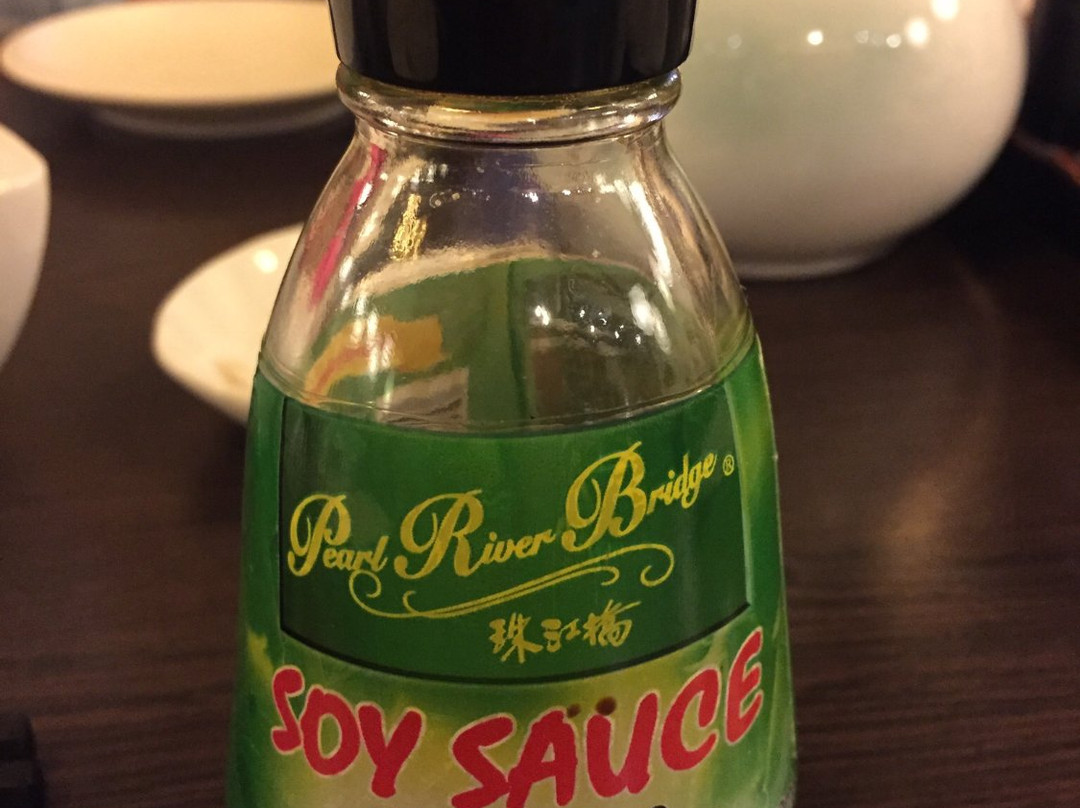 Pearl River Bridge®
珠江橋
SOY SAUCE